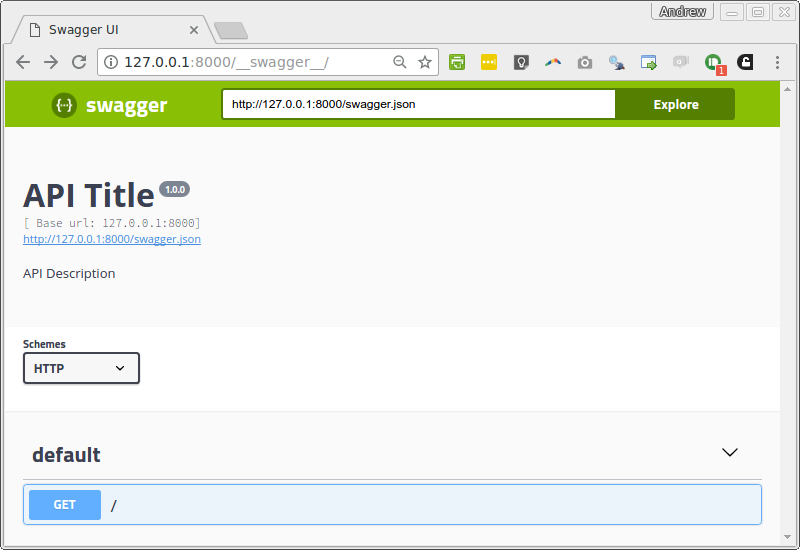 Andrew
Swagger UI
127.0.0.1:8000/__swagger__/
1
{··} swagger
http://127.0.0.1:8000/swagger.json
Explore
API Title 1.0.0
[ Base url: 127.0.0.1:8000]
http://127.0.0.1:8000/swagger.json
API Description
Schemes
HTTP
default
GET /